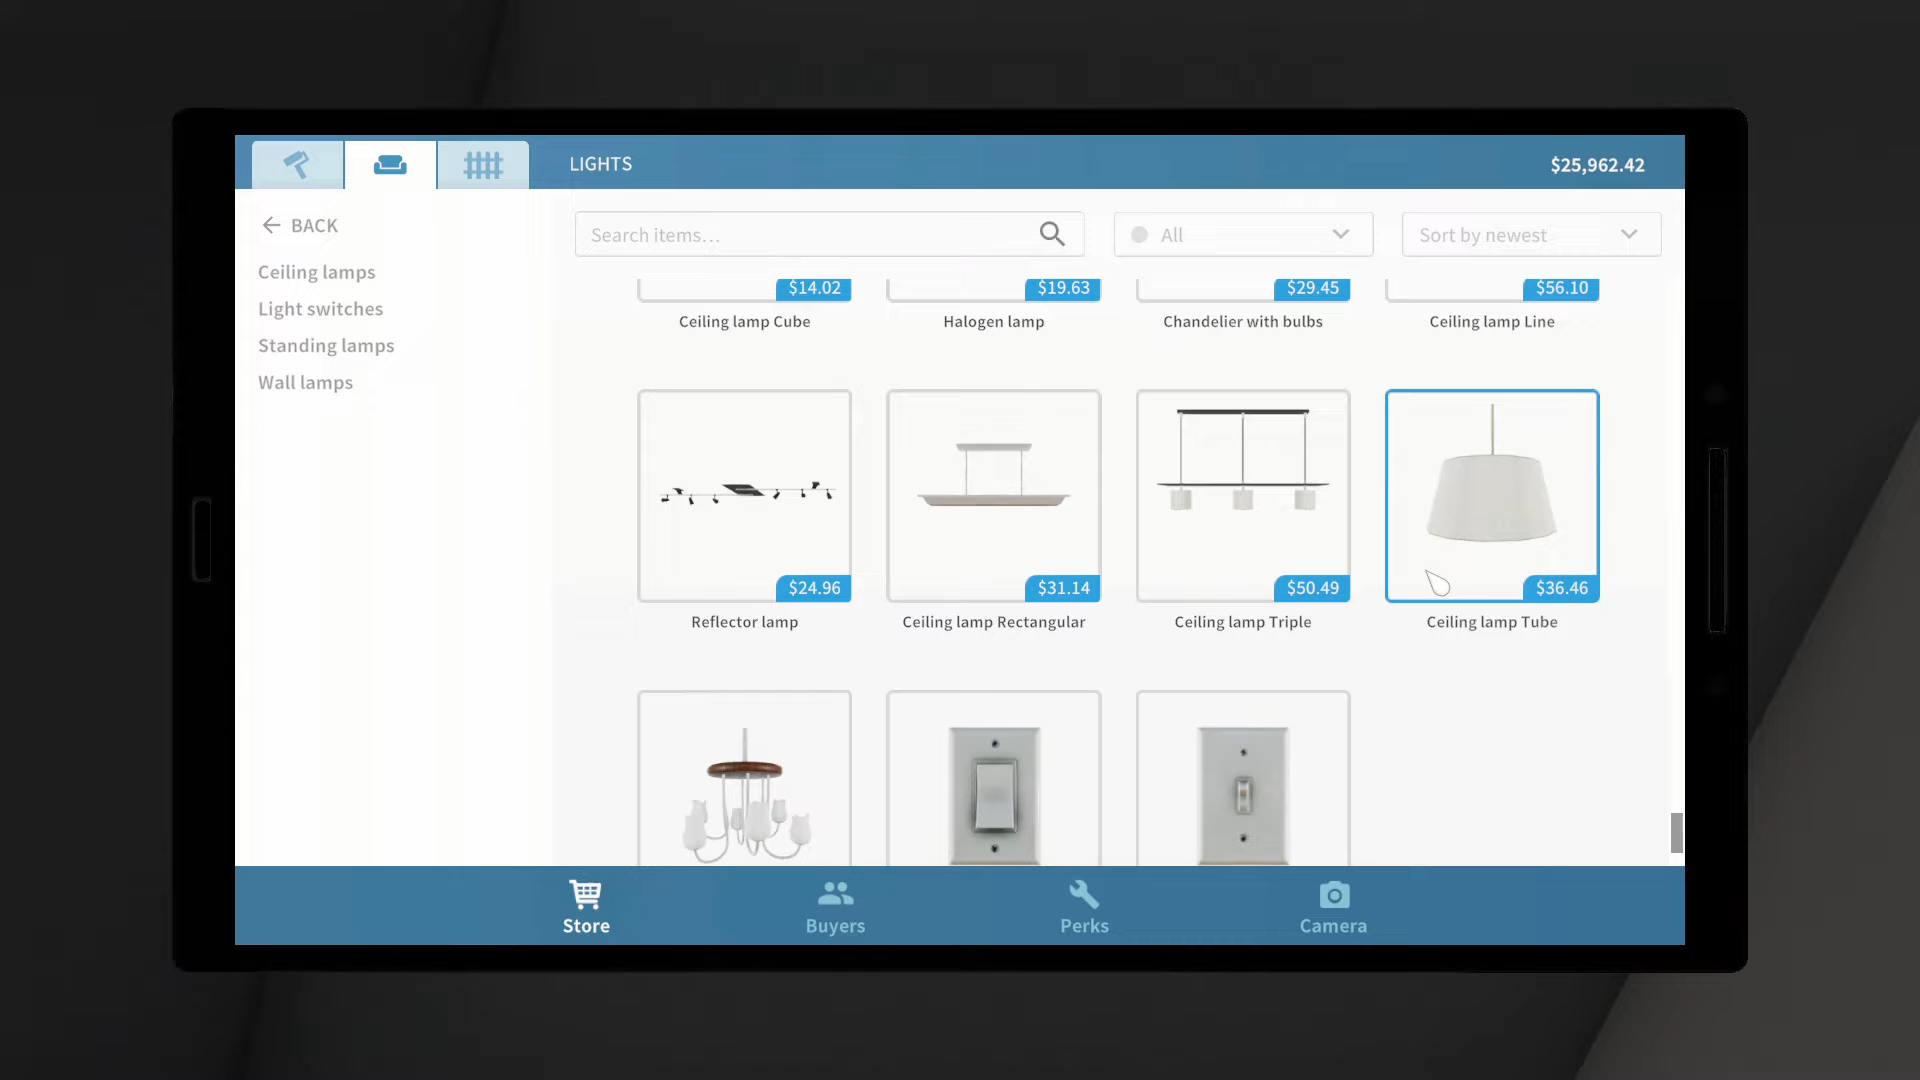 LIGHTS
$25,962.42
BACK
Search items...
All
Sort by newest
Ceiling lamps
Light switches
Standing lamps
Wall lamps
$14.02
$19.63
$29.45
$56.10
Ceiling lamp Cube
Halogen lamp
Chandelier with bulbs
Ceiling lamp Line
$24.96
$31.14
$50.49
$36.46
Reflector lamp
Ceiling lamp Rectangular
Ceiling lamp Triple
Ceiling lamp Tube
Store
Buyers
Perks
Camera